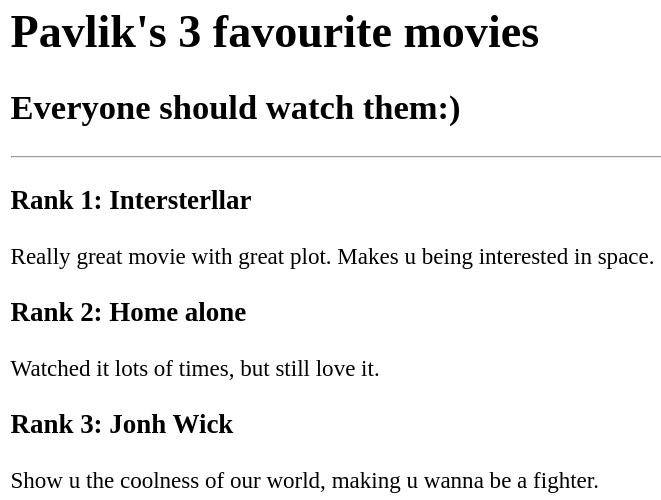 Pavlik's 3 favourite movies
Everyone should watch them:)
Rank 1: Intersterllar
Really great movie with great plot. Makes u being interested in space.
Rank 2: Home alone
Watched it lots of times, but still love it.
Rank 3: Jonh Wick
Show u the coolness of our world, making u wanna be a fighter.